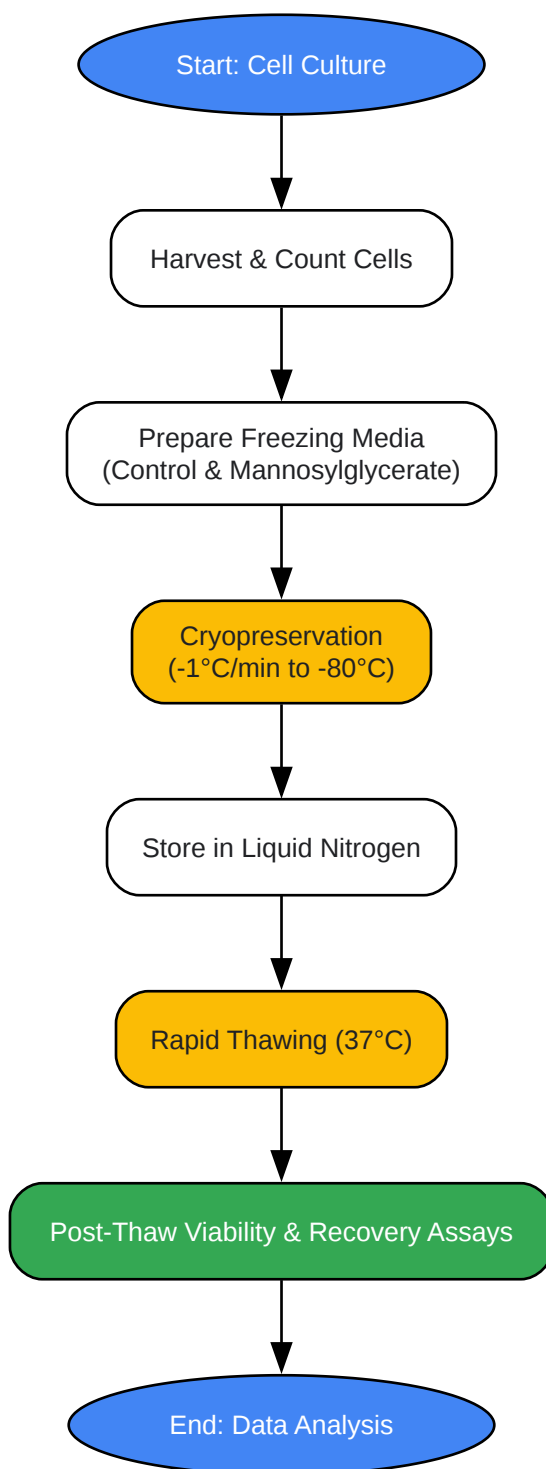 Start: Cell Culture
Harvest & Count Cells
Prepare Freezing Media
(Control & Mannosylglycerate)
Cryopreservation
(-1°C/min to -80°C)
Store in Liquid Nitrogen
Rapid Thawing (37°C)
Post-Thaw Viability & Recovery Assays
End: Data Analysis